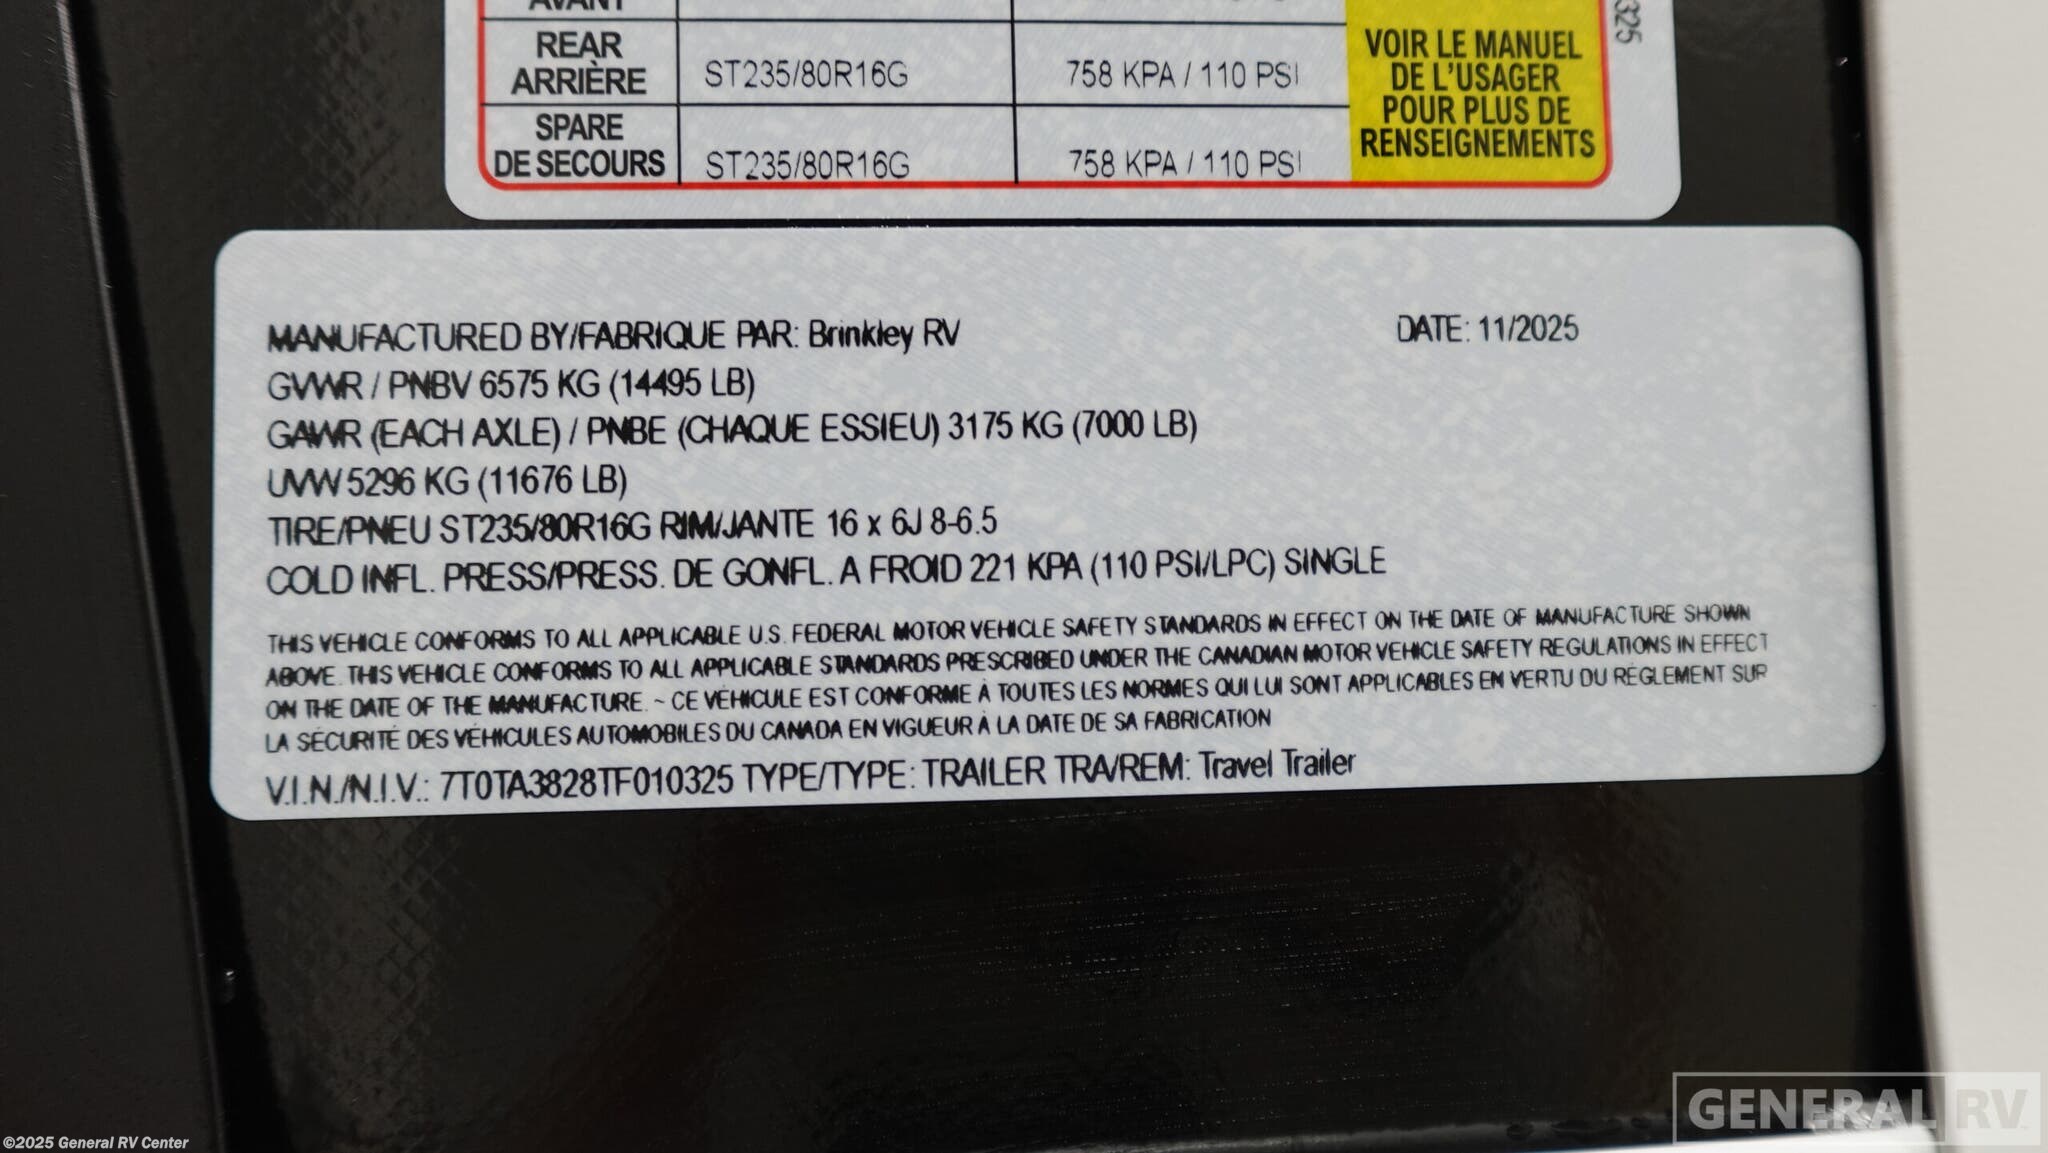 AVANT
REAR
ARRIÈRE
ST235/80R16G
758 KPA / 110 PSI
SPARE
DE SECOURS
ST235/80R16G
758 KPA / 110 PSI
VOIR LE MANUEL
DE L'USAGER
POUR PLUS DE
RENSEIGNEMENTS
325
MANUFACTURED BY/FABRIQUE PAR: Brinkley RV
DATE: 11/2025
GVWR / PNBV 6575 KG (14495 LB)
GAWR (EACH AXLE) / PNBE (CHAQUE ESSIEU) 3175 KG (7000 LB)
UVW 5296 KG (11676 LB)
TIRE/PNEU ST235/80R16G RIM/JANTE 16 x 6J 8-6.5
COLD INFL. PRESS/PRESS. DE GONFL. A FROID 221 KPA (110 PSI/LPC) SINGLE
THIS VEHICLE CONFORMS TO ALL APPLICABLE U.S. FEDERAL MOTOR VEHICLE SAFETY STANDARDS IN EFFECT ON THE DATE OF MANUFACTURE SHOWN
ABOVE. THIS VEHICLE CONFORMS TO ALL APPLICABLE STANDARDS PRESCRIBED UNDER THE CANADIAN MOTOR VEHICLE SAFETY REGULATIONS IN EFFECT
ON THE DATE OF THE MANUFACTURE. ~ CE VÉHICULE EST CONFORME À TOUTES LES NORMES QUI LUI SONT APPLICABLES EN VERTU DU RÈGLEMENT SUR
LA SÉCURITÉ DES VÉHICULES AUTOMOBILES DU CANADA EN VIGUEUR À LA DATE DE SA FABRICATION
V.I.N./N.I.V.: 7T0TA3828TF010325 TYPE/TYPE: TRAILER TRA/REM: Travel Trailer
GENERAL RV
©2025 General RV Center